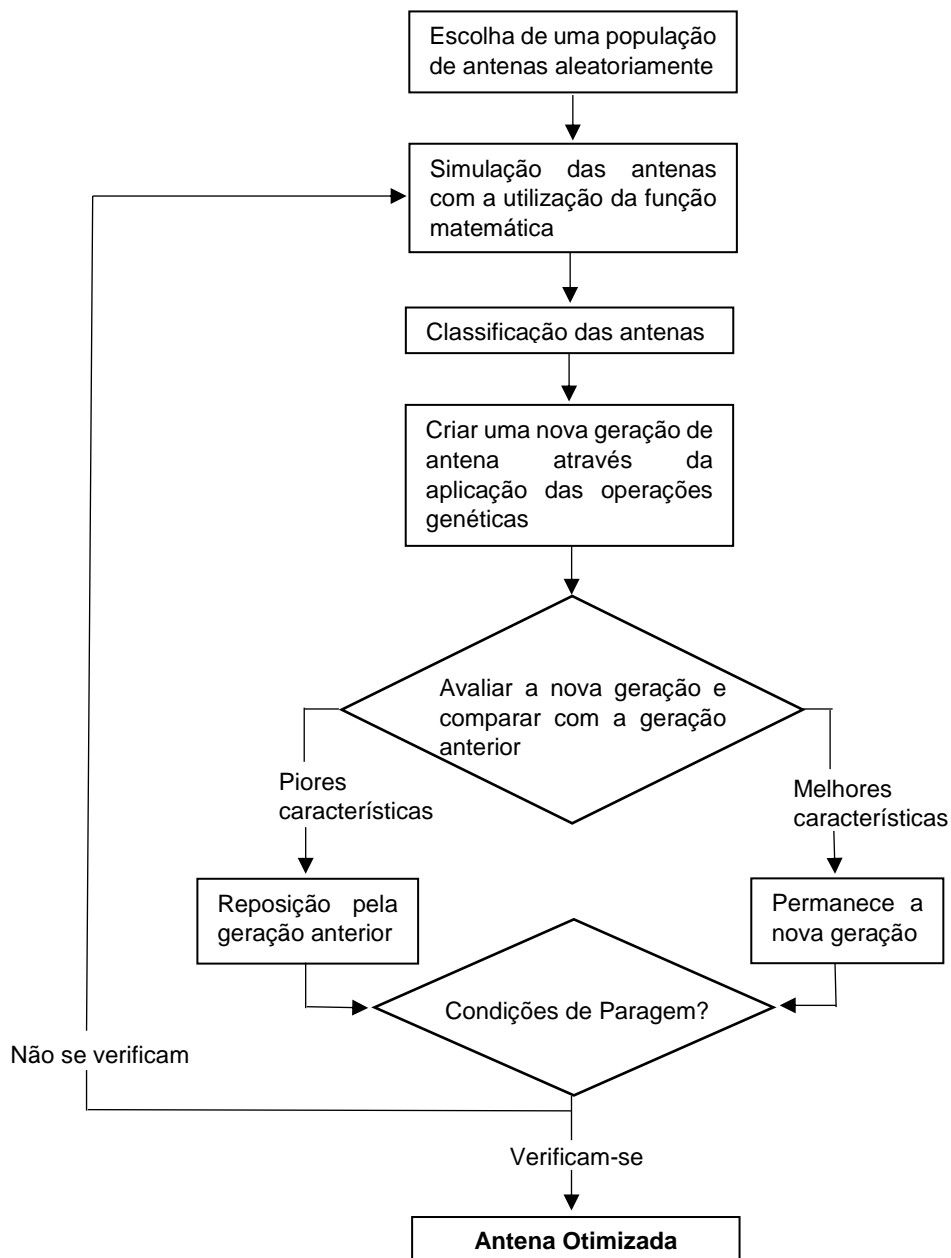 Escolha de uma população
de antenas aleatoriamente
Simulação das antenas
com a utilização da função
matemática
Classificação das antenas
Criar uma nova geração de
antena através da
aplicação das operações
genéticas
Avaliar a nova geração e
comparar com a geração
anterior
Piores
característícas
Melhores
característícas
Reposição pela
geração anterior
Permanece a
nova geração
Condições de Paragem?
Não se verificam
Verificam-se
Antena Otimizada